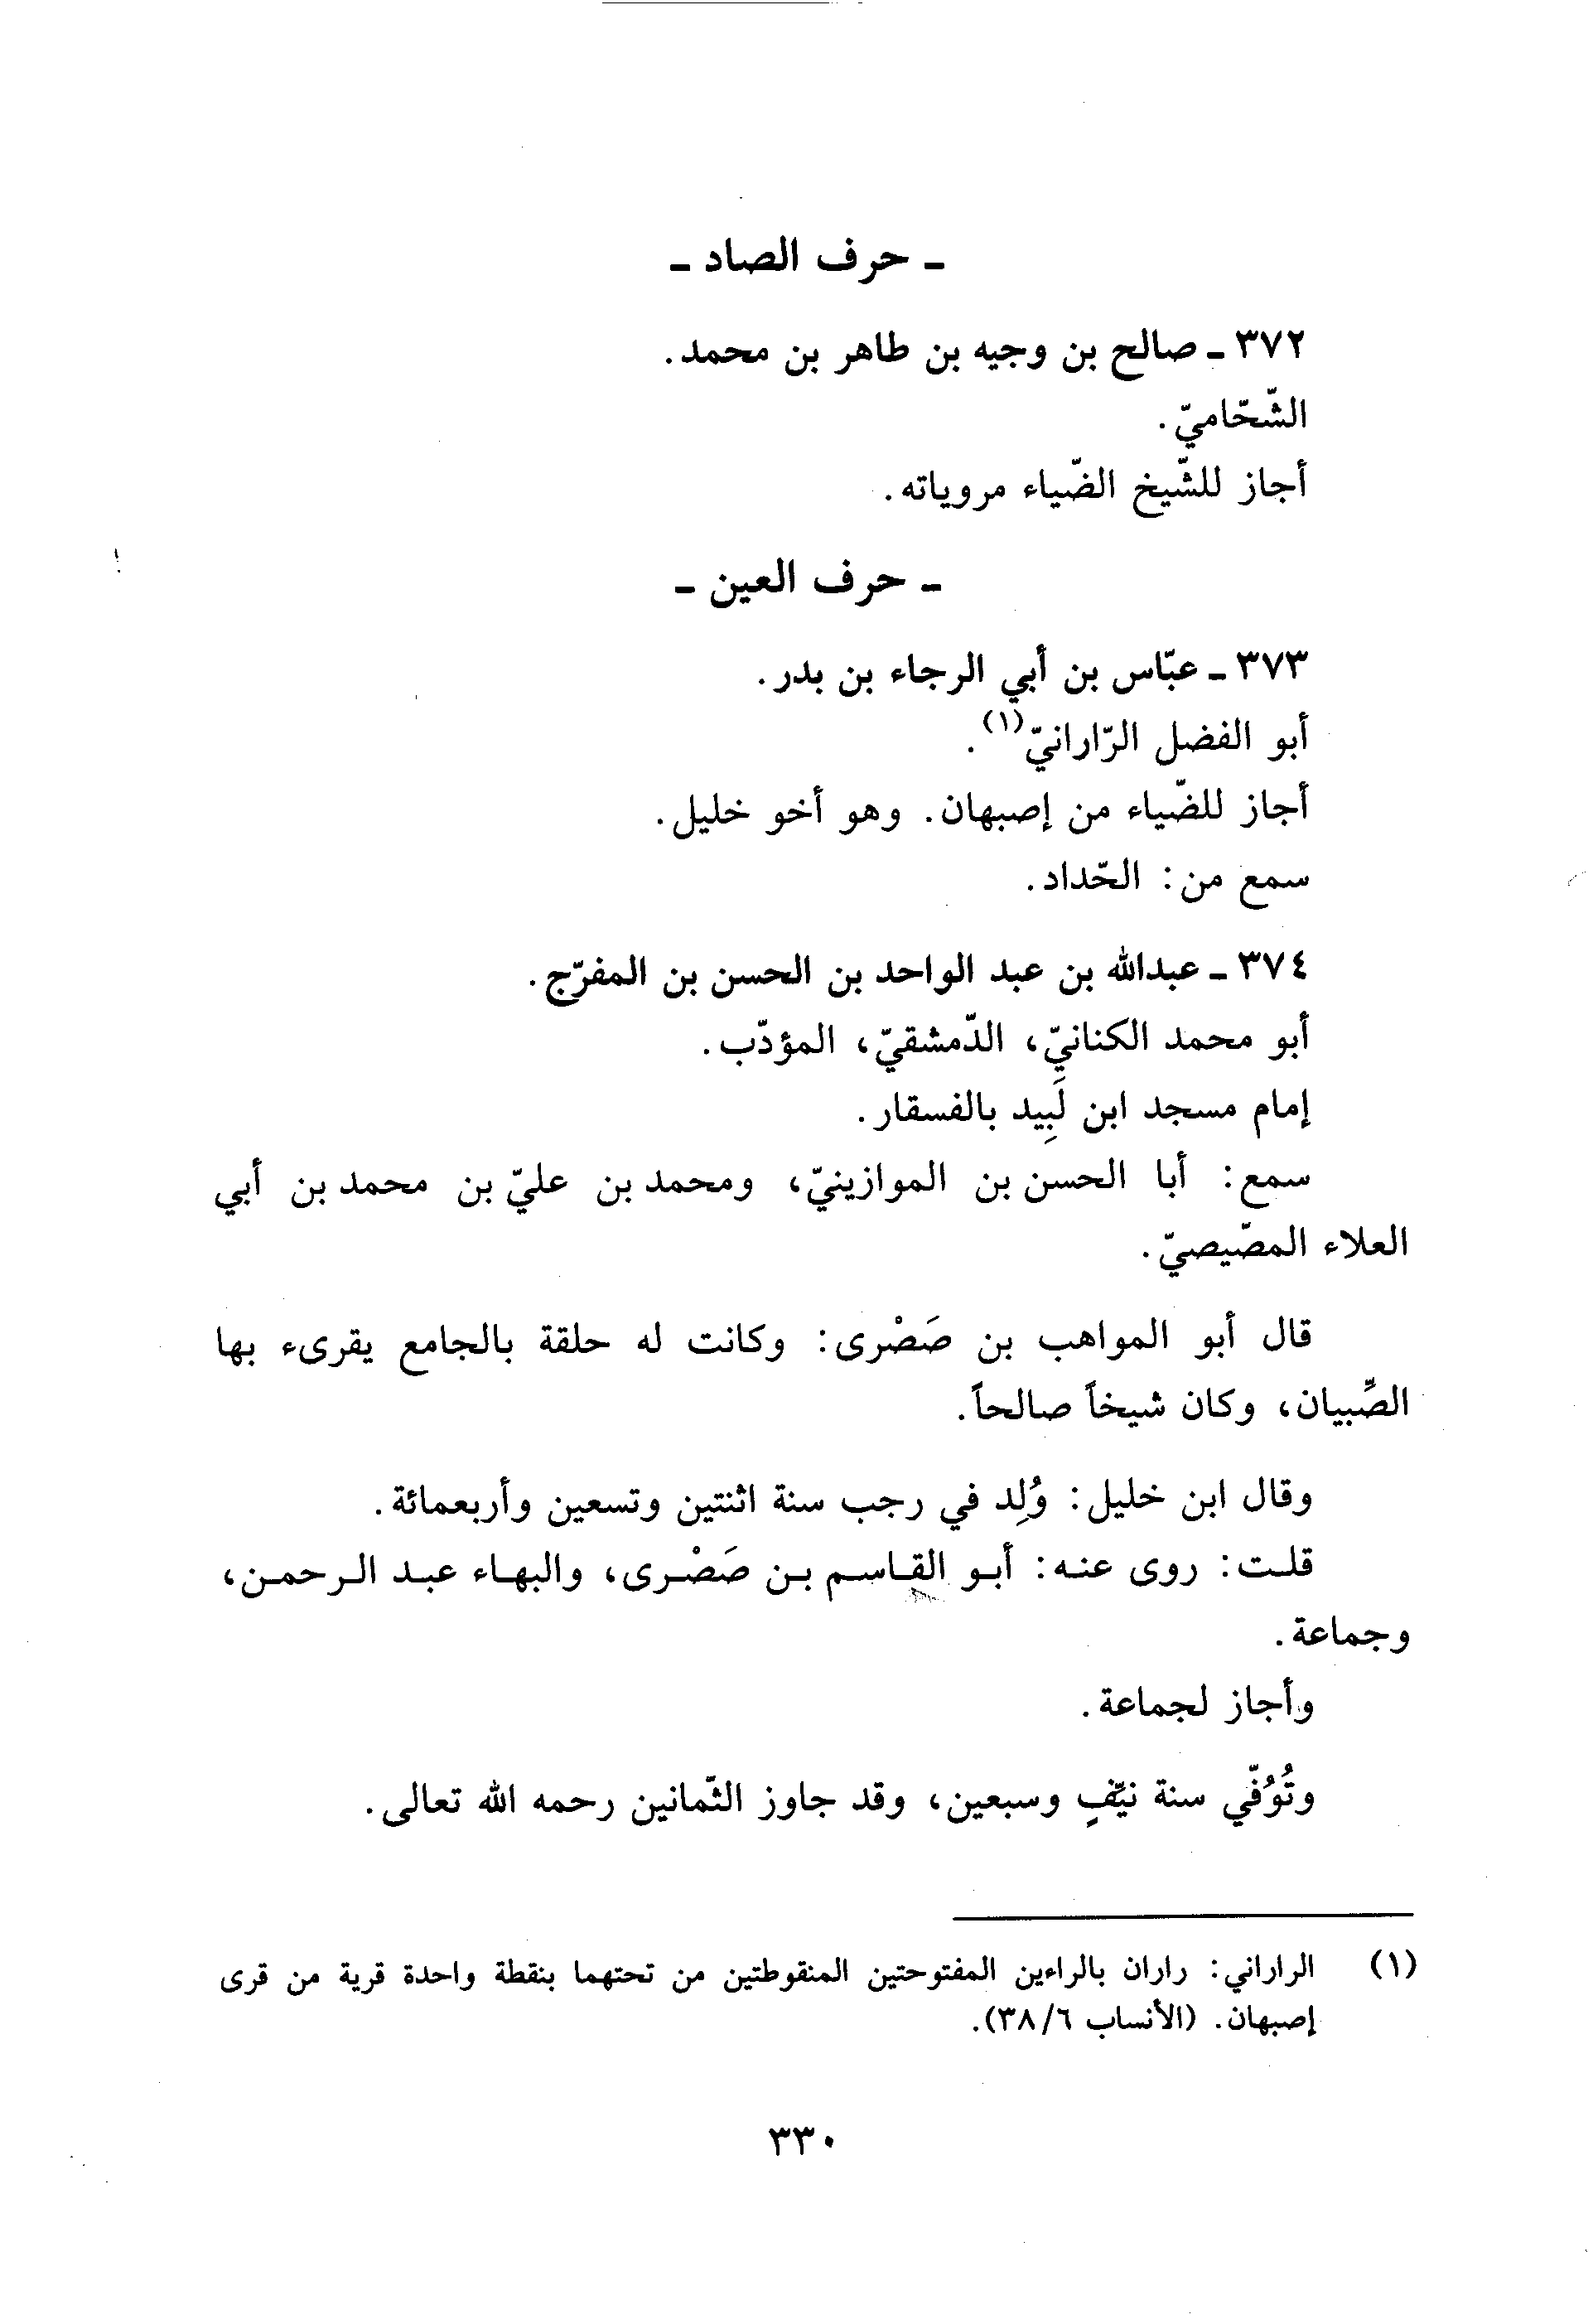 ـ حرف الصاد ـ
٣٧٢ ـ صالح بن وجيه بن طاهر بن محمد.
الشّحّاميّ.
أجاز للشّيخ الضّياء مروياته.
ـ حرف العين ـ
٣٧٣ ـ عبّاس بن أبي الرجاء بن بدر.
أبو الفضل الرّارانيّ(١).
أجاز للضّياء من إصبهان. وهو أخو خليل.
سمع من: الحّداد.
٣٧٤ ـ عبدالله بن عبد الواحد بن الحسن بن المفرّج.
أبو محمد الكنانيّ، الدّمشقيّ، المؤدّب.
إمام مسجد ابن لَبِيد بالفسقار.
سمع: أبا الحسن بن الموازينيّ، ومحمد بن عليّ بن محمد بن أبي
العلاء المصّيصيّ.
قال أبو المواهب بن صَصْرى: وكانت له حلقة بالجامع يقرىء بها
الصِّبيان، وكان شيخاً صالحاً.
وقال ابن خليل: وُلِد في رجب سنة اثنتين وتسعين وأربعمائة.
قلت: روى عنه: أبو القاسم بن صَصْرى، والبهاء عبد الرحمن،
وجماعة.
وأجاز لجماعة.
وتُوُفّي سنة نيّفٍ وسبعين، وقد جاوز الثّمانين رحمه الله تعالى.
(١) الراراني: راران بالراءين المفتوحتين المنقوطتين من تحتهما بنقطة واحدة قرية من قرى
إصبهان. (الأنساب ٣٨/٦).
٣٣٠